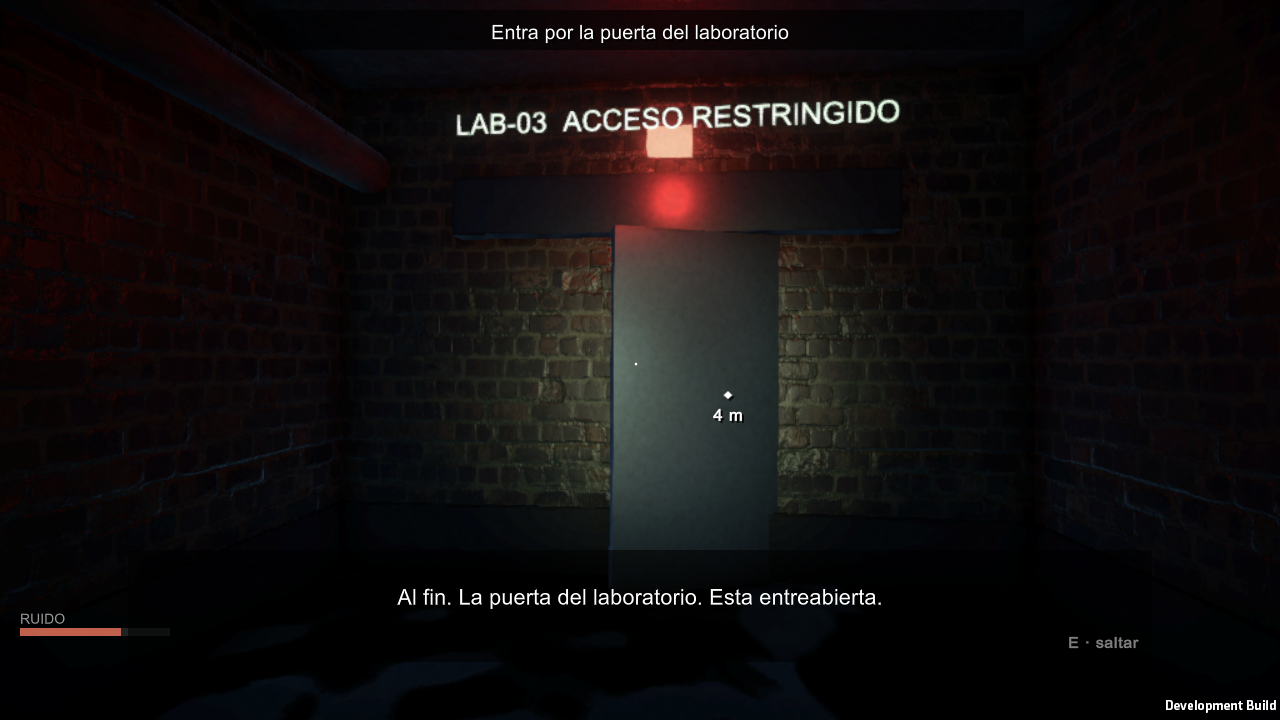 Entra por la puerta del laboratorio
LAB-03 ACCESO RESTRINGIDO
4 m
Al fin. La puerta del laboratorio. Esta entreabierta.
RUIDO
E · saltar
Development Build